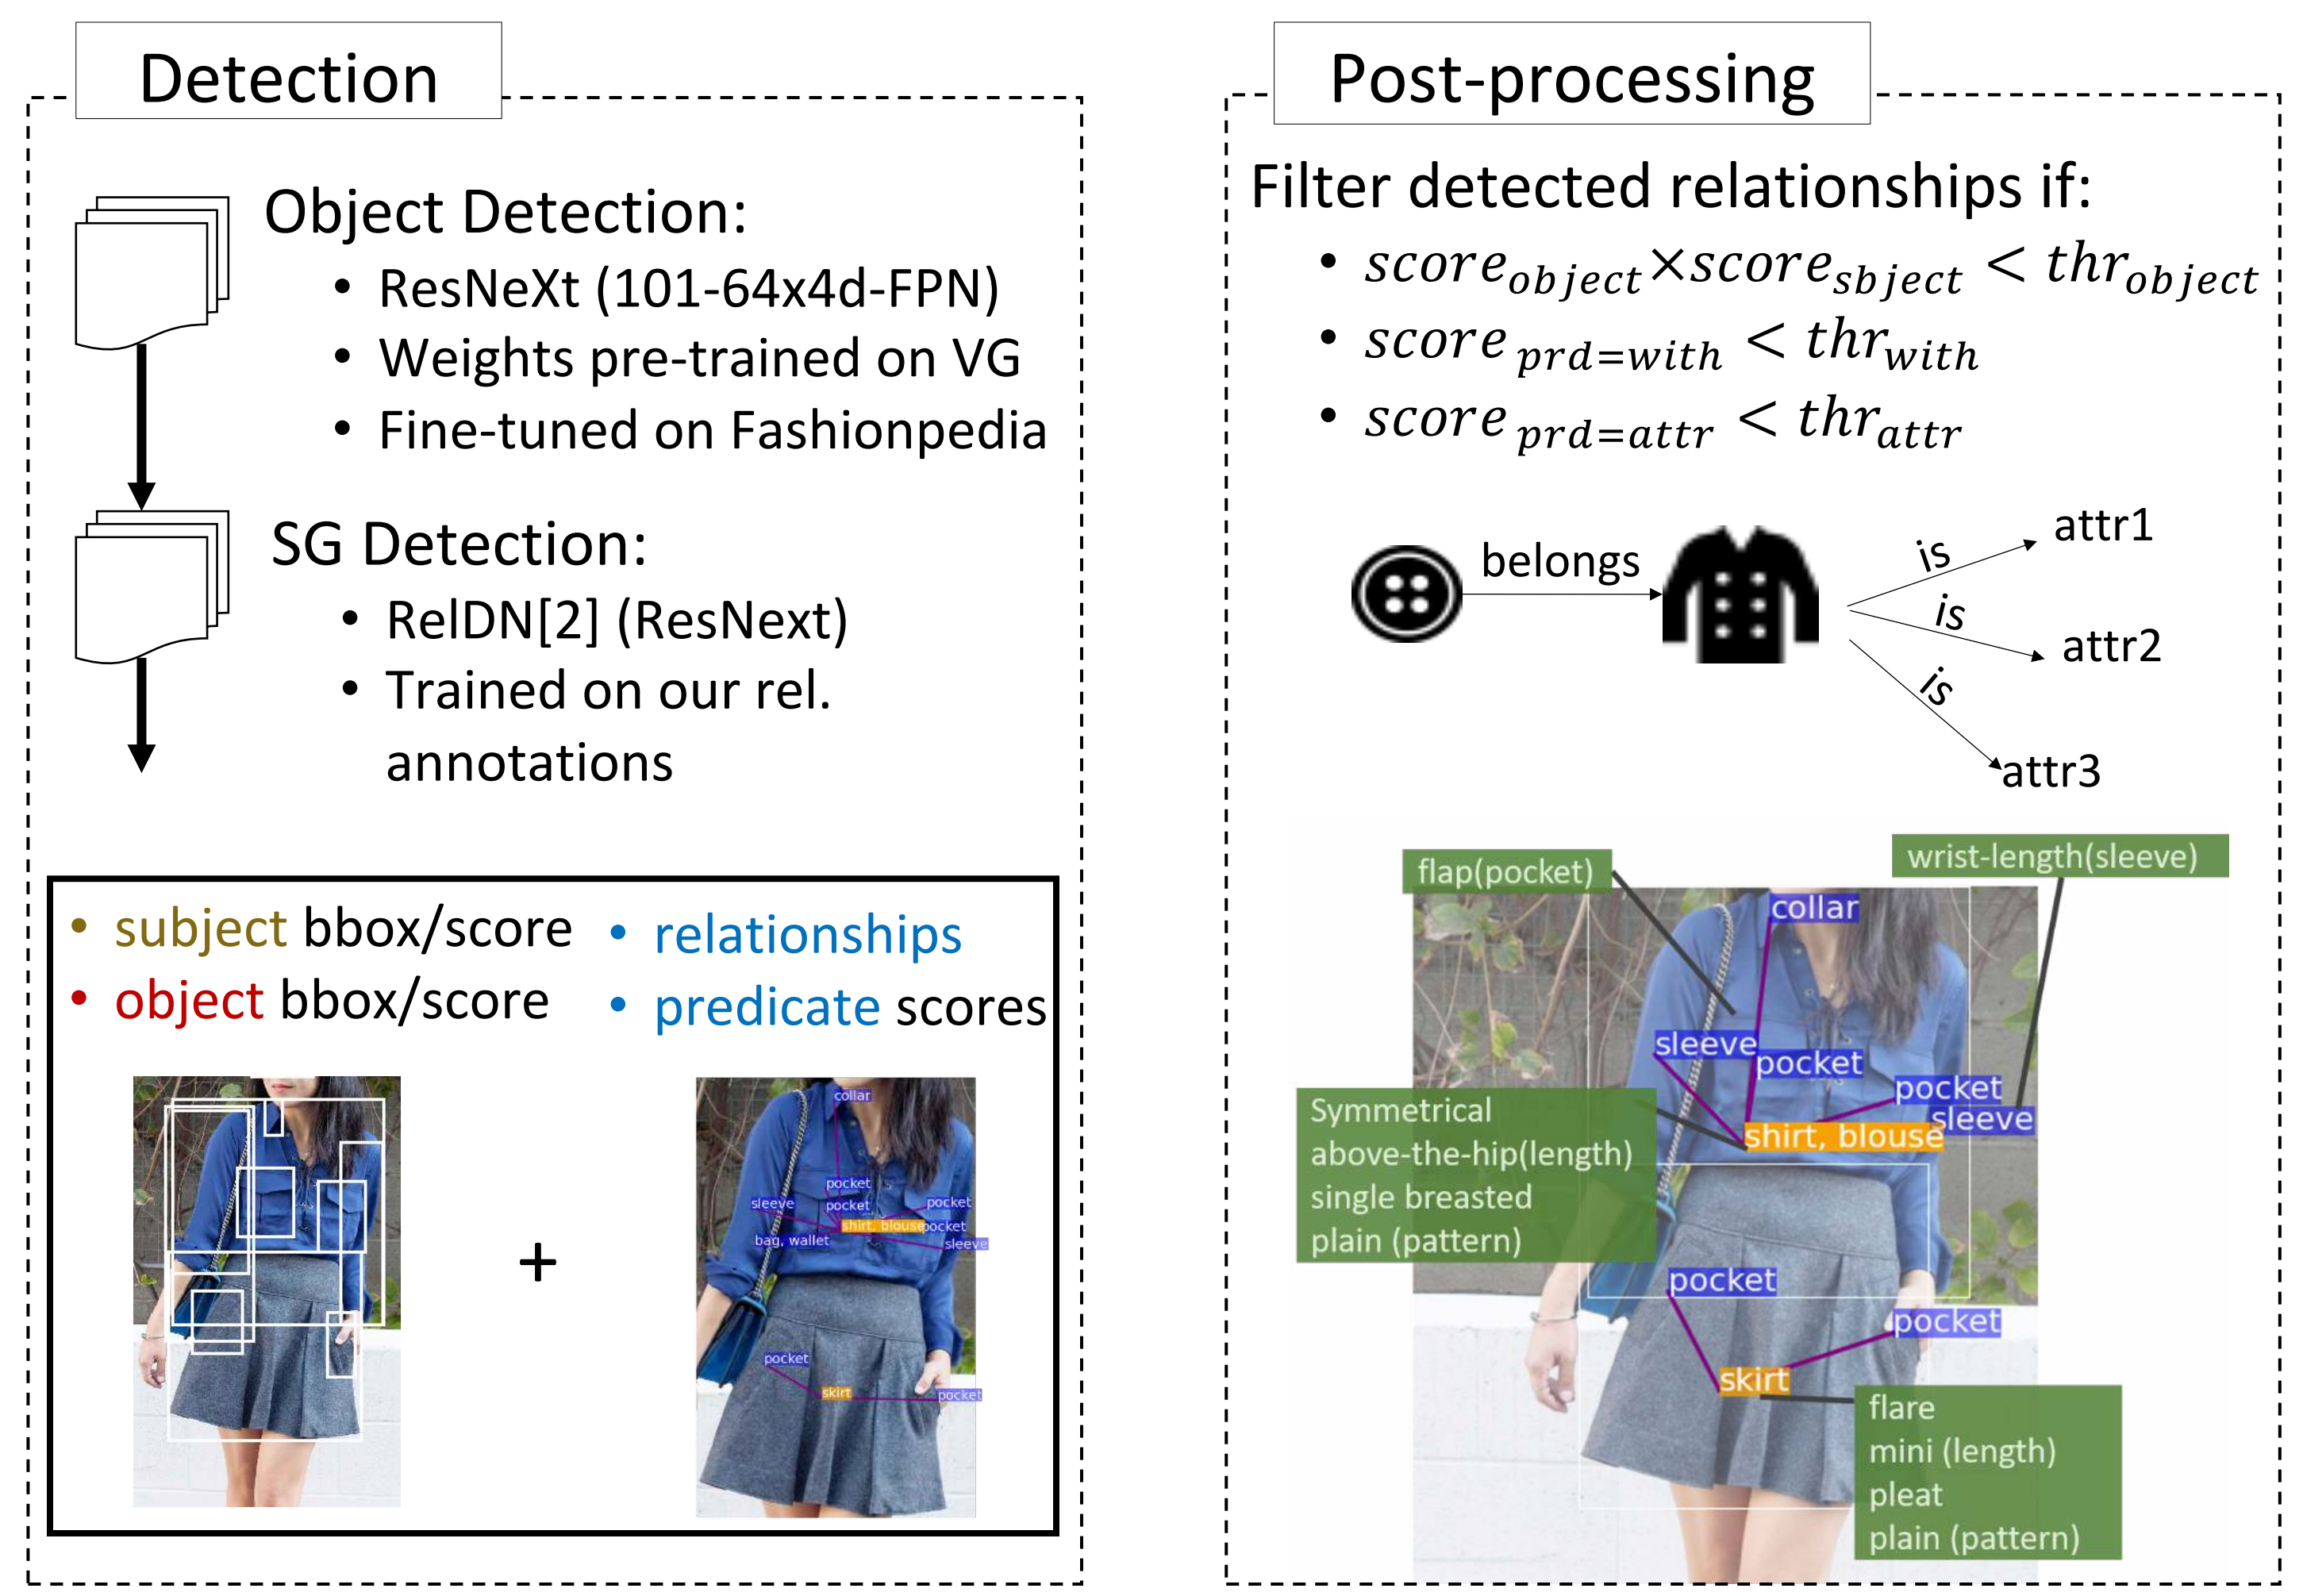 Detection
Object Detection:
• ResNeXt (101-64x4d-FPN)
• Weights pre-trained on VG
• Fine-tuned on Fashionpedia
SG Detection:
• RelDN[2] (ResNext)
• Trained on our rel.
annotations
• subject bbox/score
• object bbox/score
• relationships
• predicate scores
collar
pocket
sleeve
pocket
pocket
shirt, blouse
pocket
bag, wallet
sleeve
+
pocket
skirt
pocket
Post-processing
Filter detected relationships if:
• score_object × score_sbject < thr_object
• score_prd=with < thr_with
• score_prd=attr < thr_attr
belongs
is
attr1
is
attr2
is
attr3
flap(pocket)
wrist-length(sleeve)
collar
sleeve
pocket
pocket
sleeve
shirt, blouse
Symmetrical
above-the-hip(length)
single breasted
plain (pattern)
pocket
pocket
skirt
flare
mini (length)
pleat
plain (pattern)